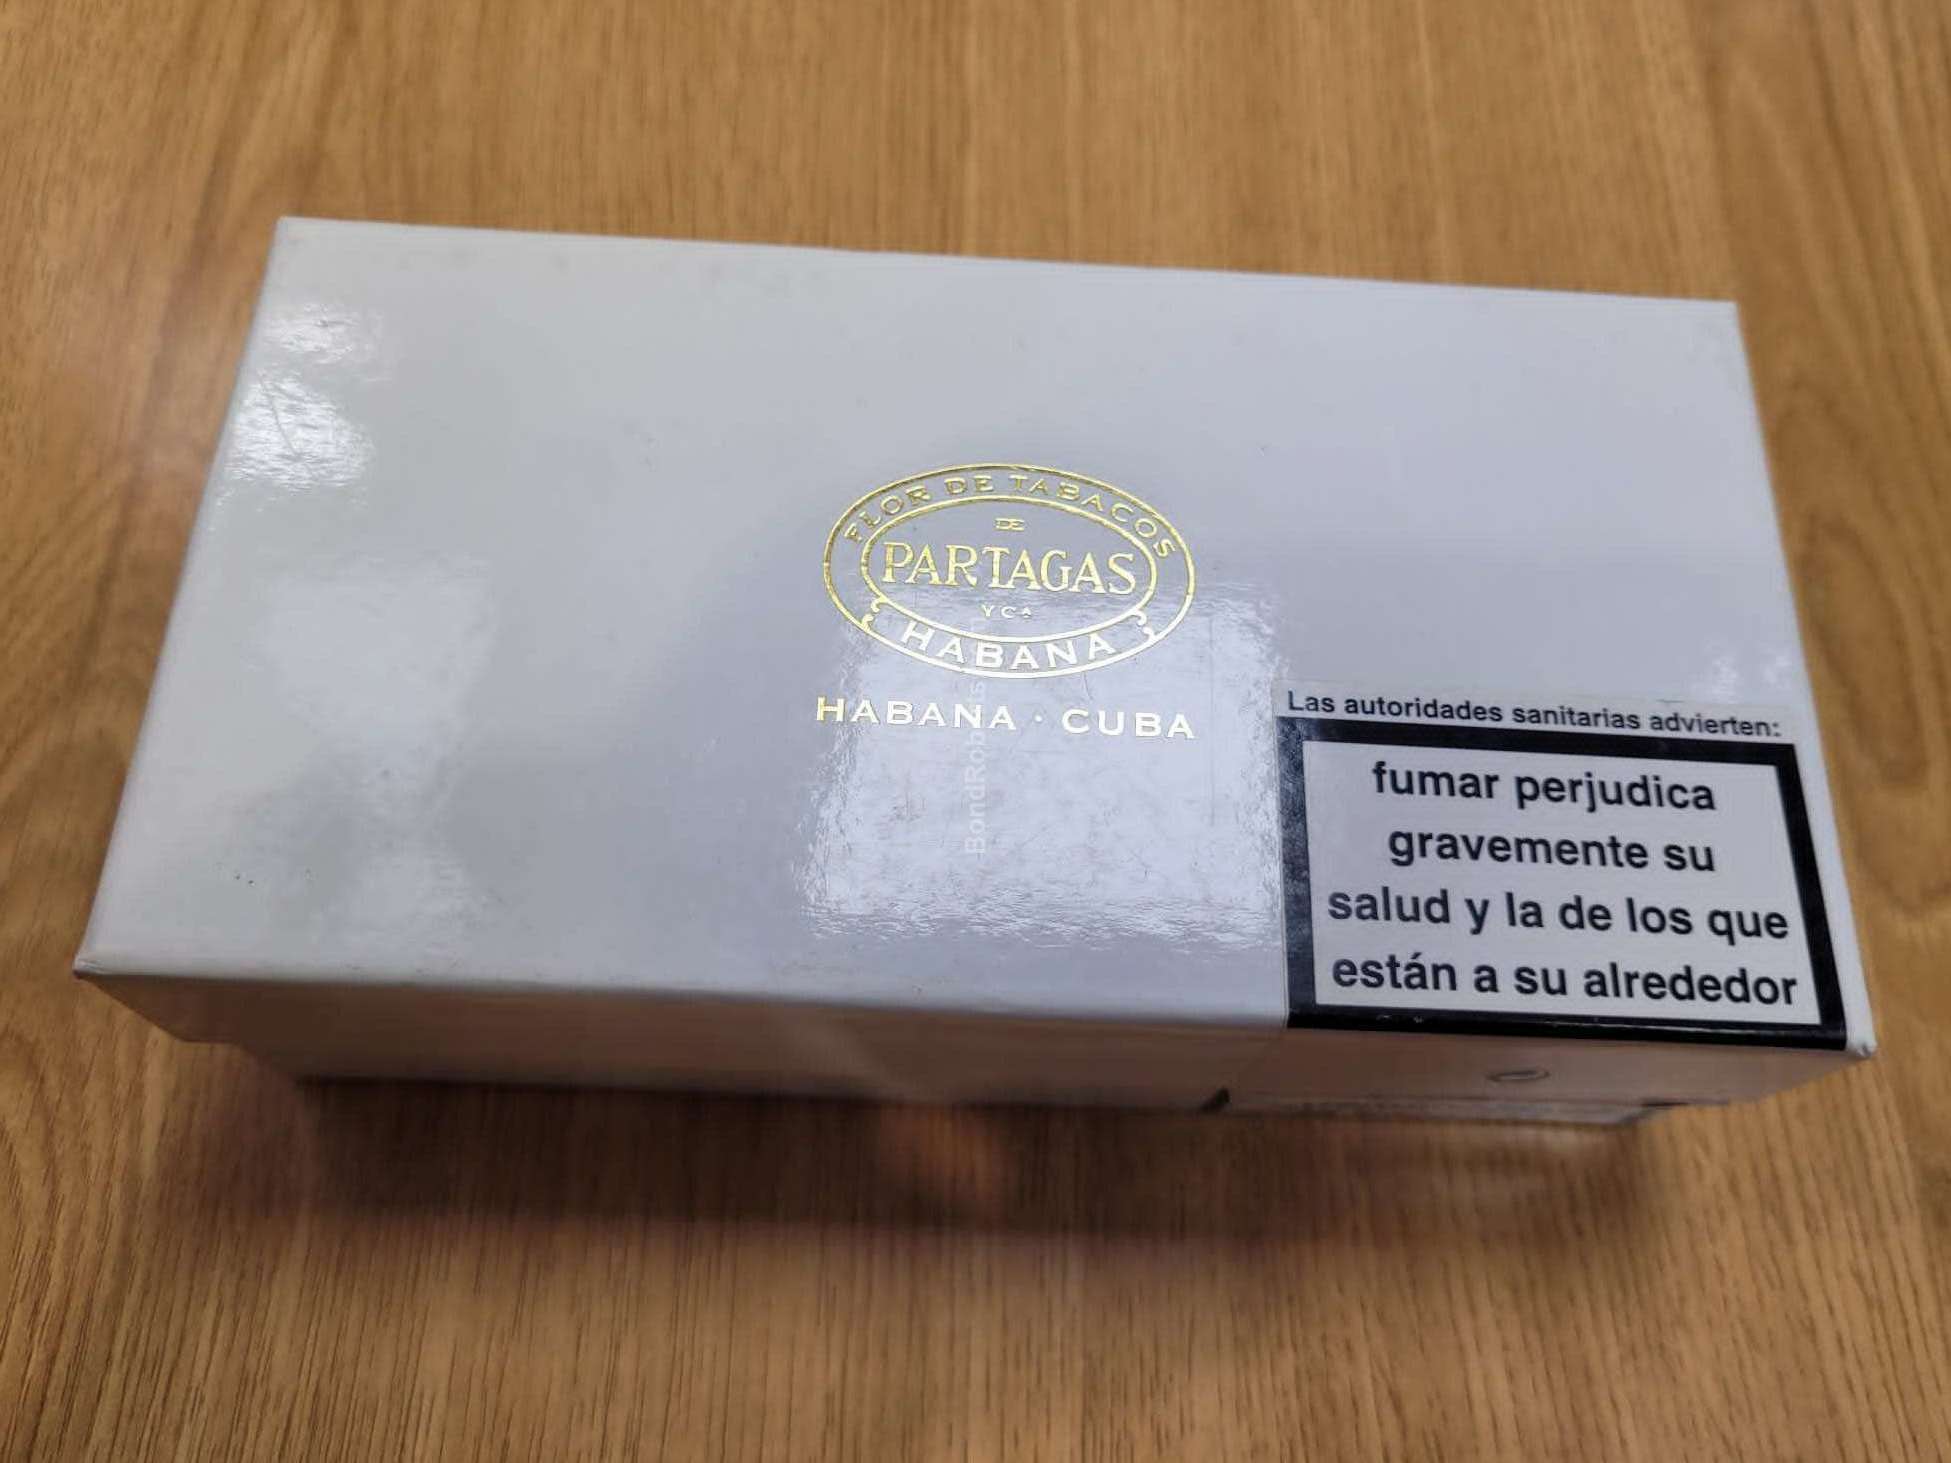 FLOR DE TABACOS
DE
PARTAGAS
Y Cª
HABANA
HABANA · CUBA
Las autoridades sanitarias advierten:
fumar perjudica
gravemente su
salud y la de los que
están a su alrededor